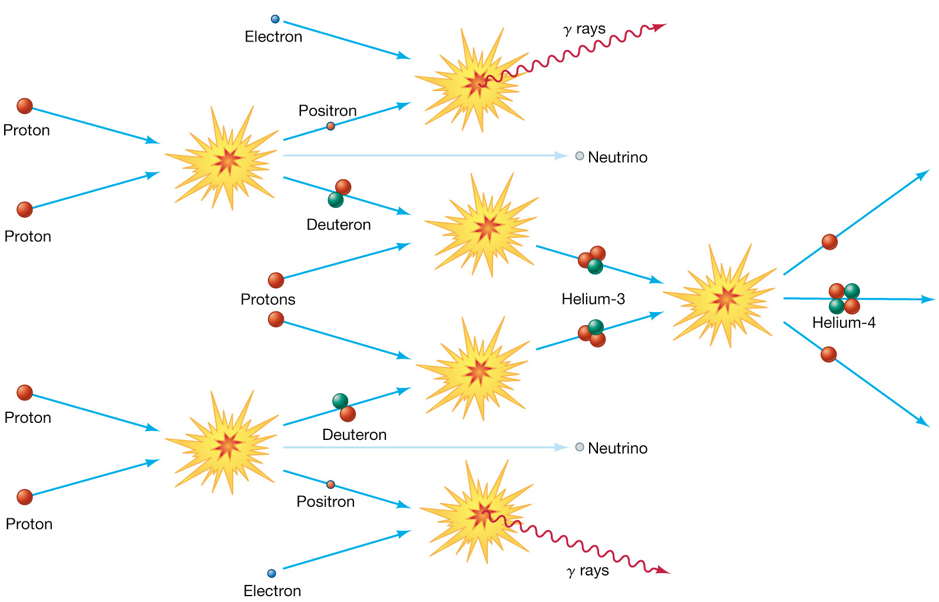 Electron
γ rays
Positron
Proton
Neutrino
Deuteron
Proton
Protons
Helium-3
Helium-4
Proton
Deuteron
Neutrino
Positron
Proton
γ rays
Electron